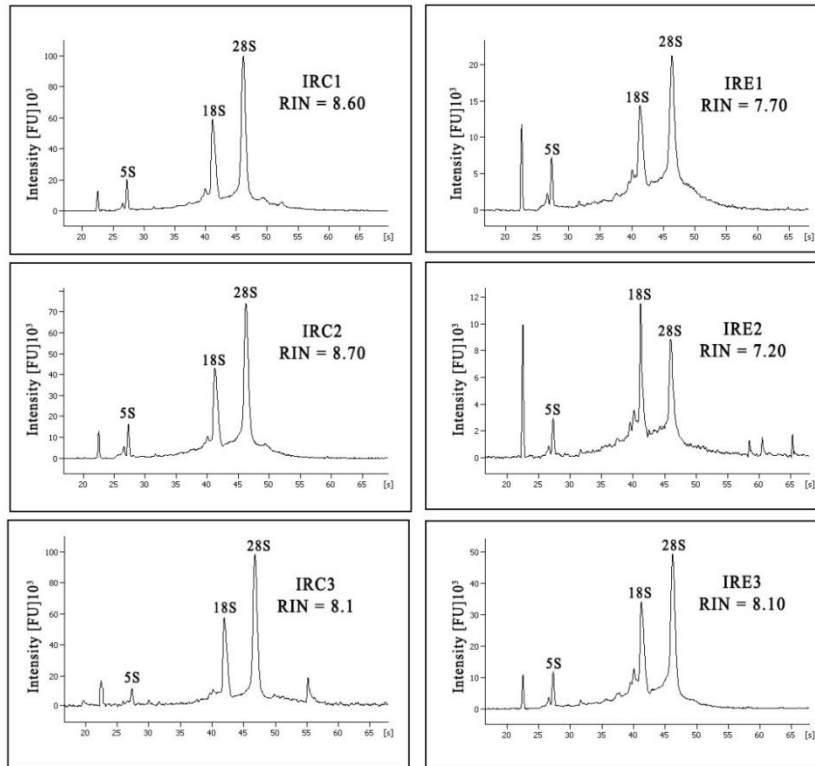 28S
18S
5S
IRC1
RIN = 8.60
Intensity [FU]10³
100
80
60
40
20
0
20 25 30 35 40 45 50 55 60 65 [s]
28S
18S
5S
IRE1
RIN = 7.70
Intensity [FU]10³
20
15
10
5
0
20 25 30 35 40 45 50 55 60 65 [s]
28S
18S
5S
IRC2
RIN = 8.70
Intensity [FU]10³
70
60
50
40
30
20
10
0
20 25 30 35 40 45 50 55 60 65 [s]
18S
28S
5S
IRE2
RIN = 7.20
Intensity [FU]10³
12
10
8
6
4
2
0
20 25 30 35 40 45 50 55 60 65 [s]
28S
18S
5S
IRC3
RIN = 8.1
Intensity [FU]10³
100
80
60
40
20
0
20 25 30 35 40 45 50 55 60 65 [s]
28S
18S
5S
IRE3
RIN = 8.10
Intensity [FU]10³
50
40
30
20
10
0
20 25 30 35 40 45 50 55 60 65 [s]